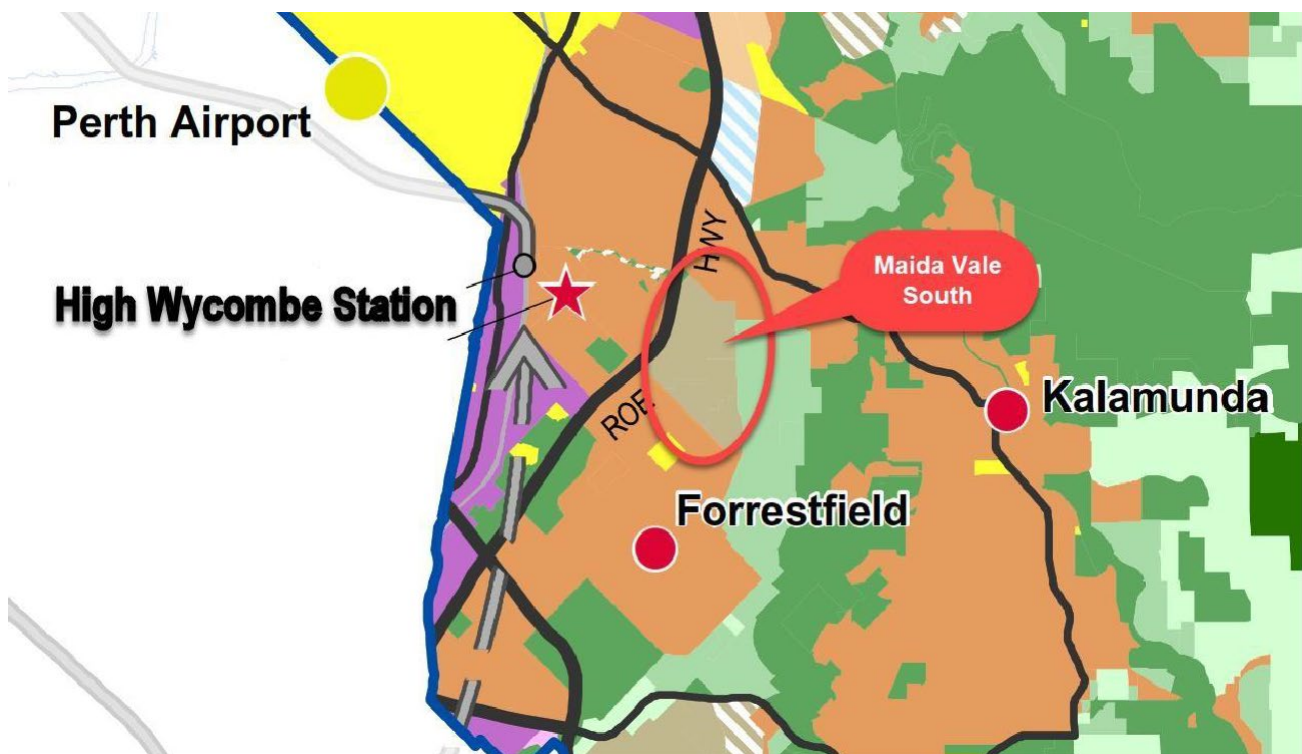 Perth Airport
HWY
Maida Vale
South
High Wycombe Station
ROE
Kalamunda
Forrestfield